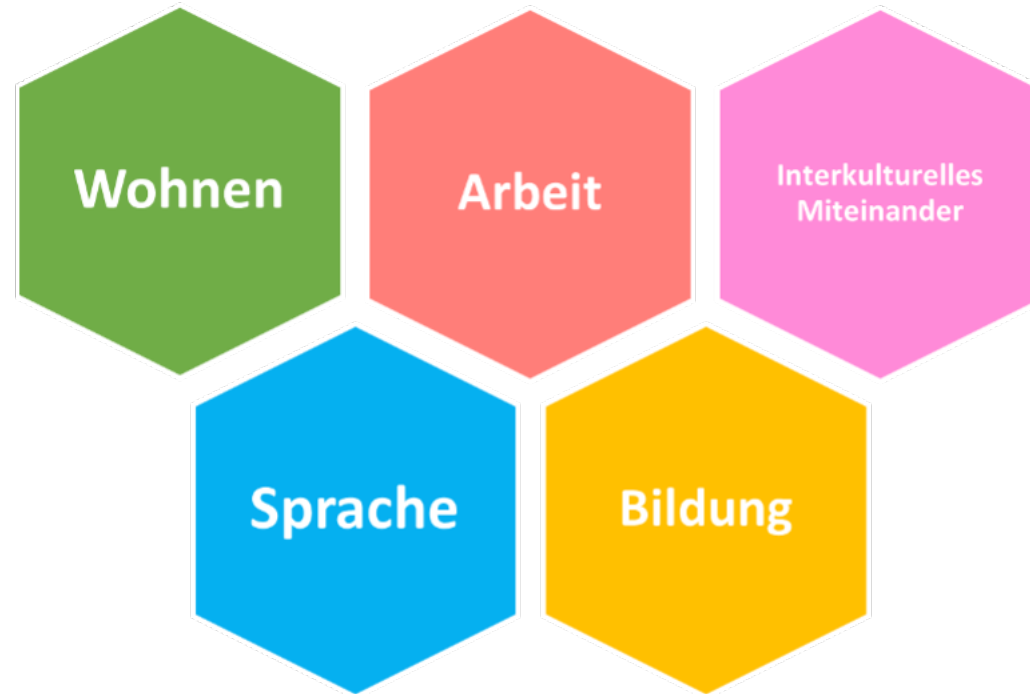 Wohnen
Arbeit
Interkulturelles
Miteinander
Sprache
Bildung